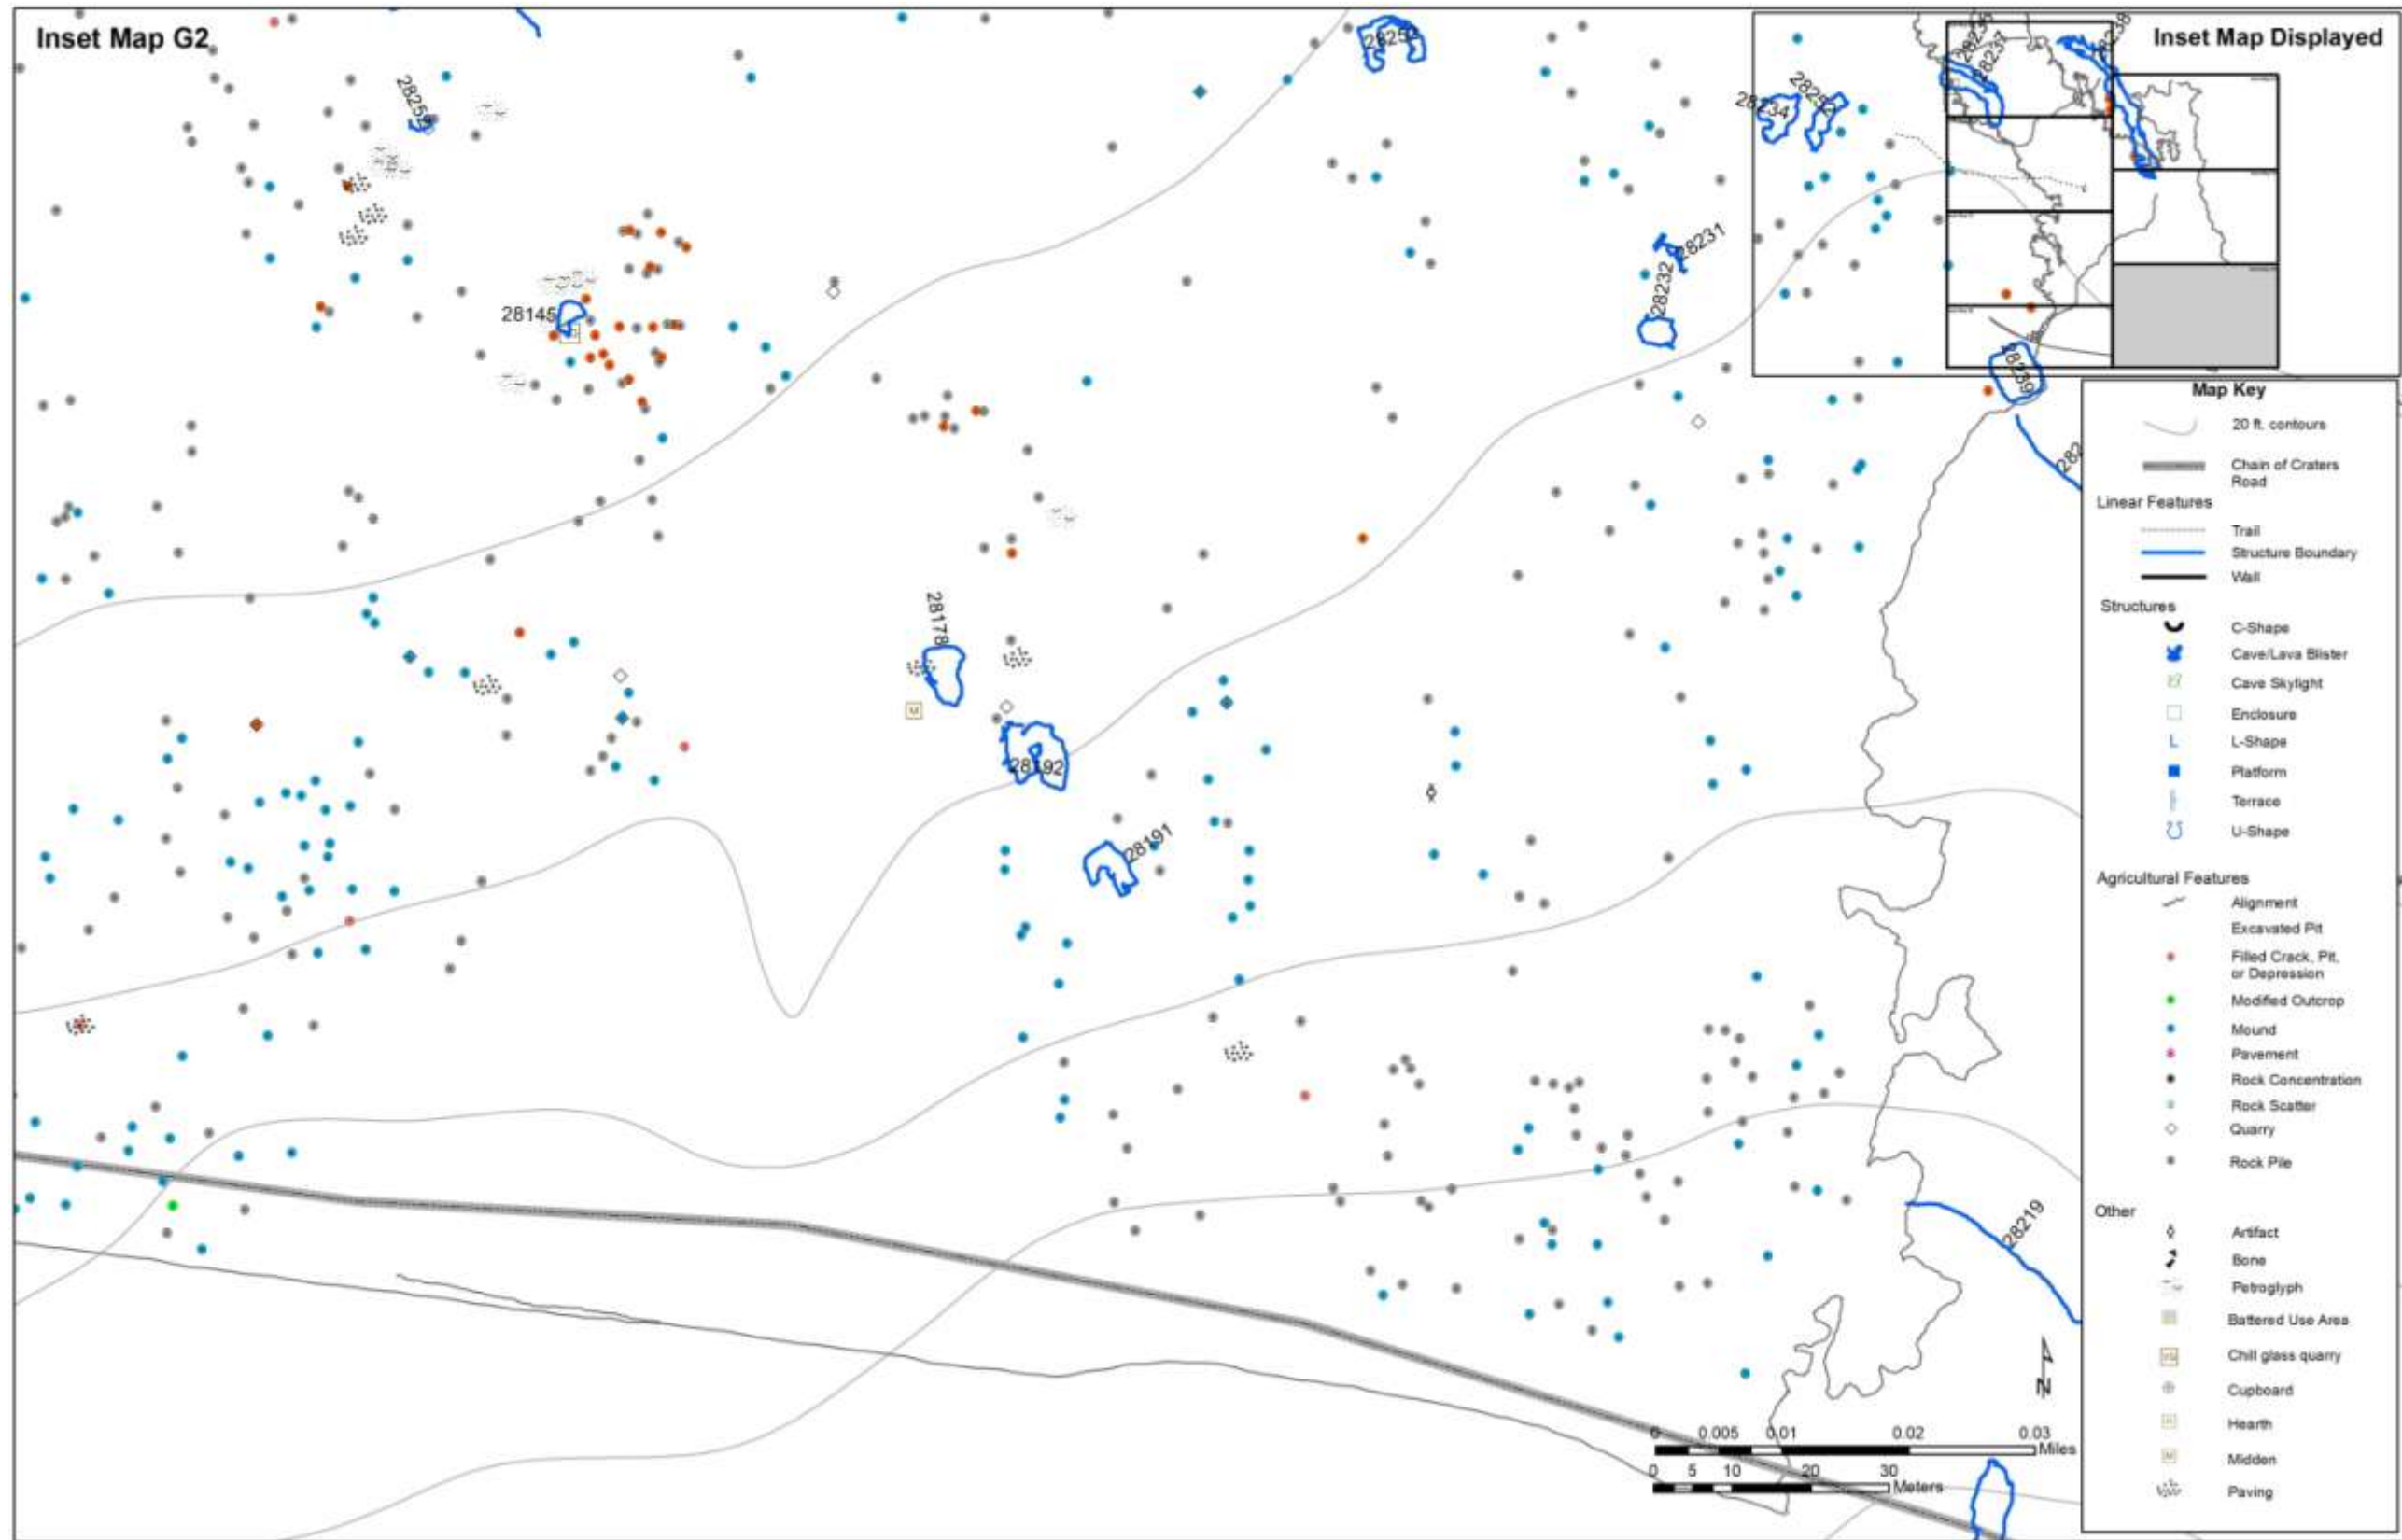 Inset Map G2
Inset Map Displayed
28145
28231
28232
28234
28237
28238
28239
28178
28192
28191
28219
Map Key
20 ft. contours
Chain of Craters
Road
Linear Features
Trail
Structure Boundary
Wall
Structures
C-Shape
Cave/Lava Blister
Cave Skylight
Enclosure
L-Shape
Platform
Terrace
U-Shape
Agricultural Features
Alignment
Excavated Pit
Filled Crack, Pit,
or Depression
Modified Outcrop
Mound
Pavement
Rock Concentration
Rock Scatter
Quarry
Rock Pile
Other
Artifact
Bone
Petroglyph
Battered Use Area
Chill glass quarry
Cupboard
Hearth
M Midden
Paving
M
N
0 0.005 0.01 0.02 0.03
Miles
0 5 10 20 30
Meters